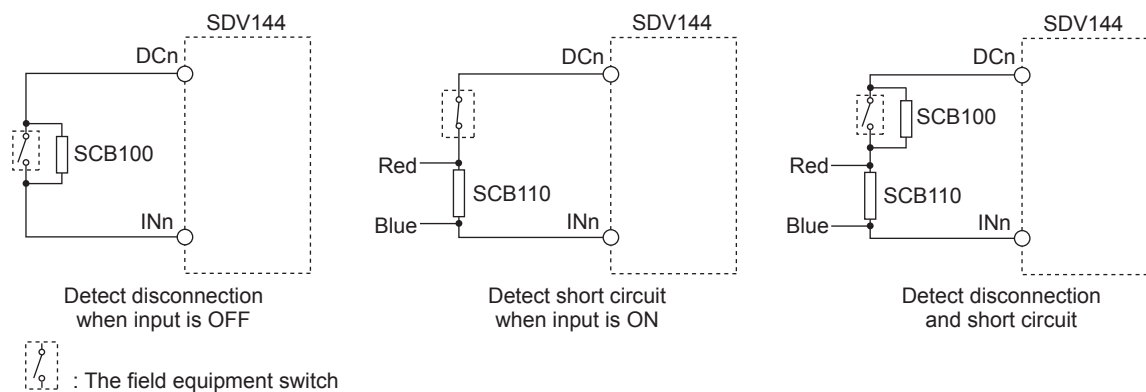 SDV144
DCn
SCB100
INn
Detect disconnection
when input is OFF
SDV144
DCn
Red
SCB110
Blue
INn
Detect short circuit
when input is ON
SDV144
DCn
SCB100
Red
SCB110
Blue
INn
Detect disconnection
and short circuit
: The field equipment switch